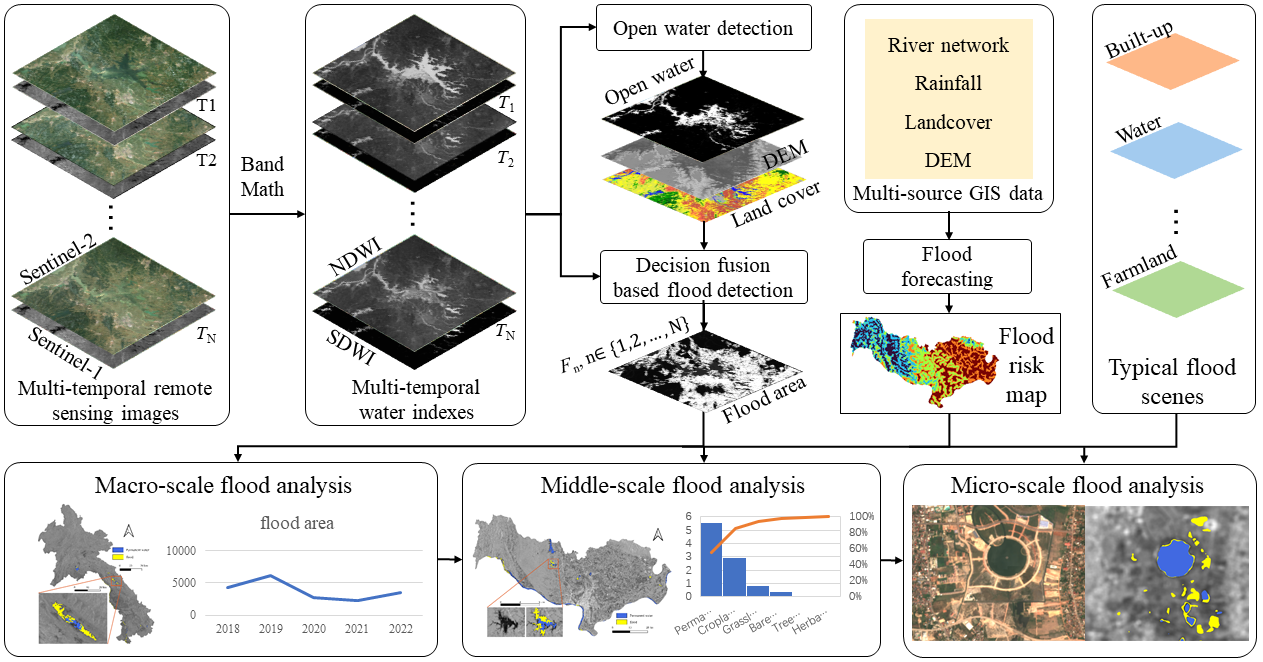 T1
T2
Sentinel-2
T_N
Sentinel-1
Multi-temporal remote
sensing images
Band
Math
T_1
T_2
NDWI
T_N
SDWI
Multi-temporal
water indexes
Open water detection
Open water
DEM
Land cover
Decision fusion
based flood detection
F_n, n∈ {1,2, ..., N}
Flood area
River network
Rainfall
Landcover
DEM
Multi-source GIS data
Flood
forecasting
Flood
risk
map
Built-up
Water
Farmland
Typical flood
scenes
Macro-scale flood analysis
flood area
10000
5000
0
2018 2019 2020 2021 2022
Permanent water
flood
Middle-scale flood analysis
6 100%
5 80%
4
3 60%
2 40%
1 20%
0 0%
Perma...
Cropla...
Grassl...
Bare...
Tree...
Herba...
Permanent water
flood
Micro-scale flood analysis